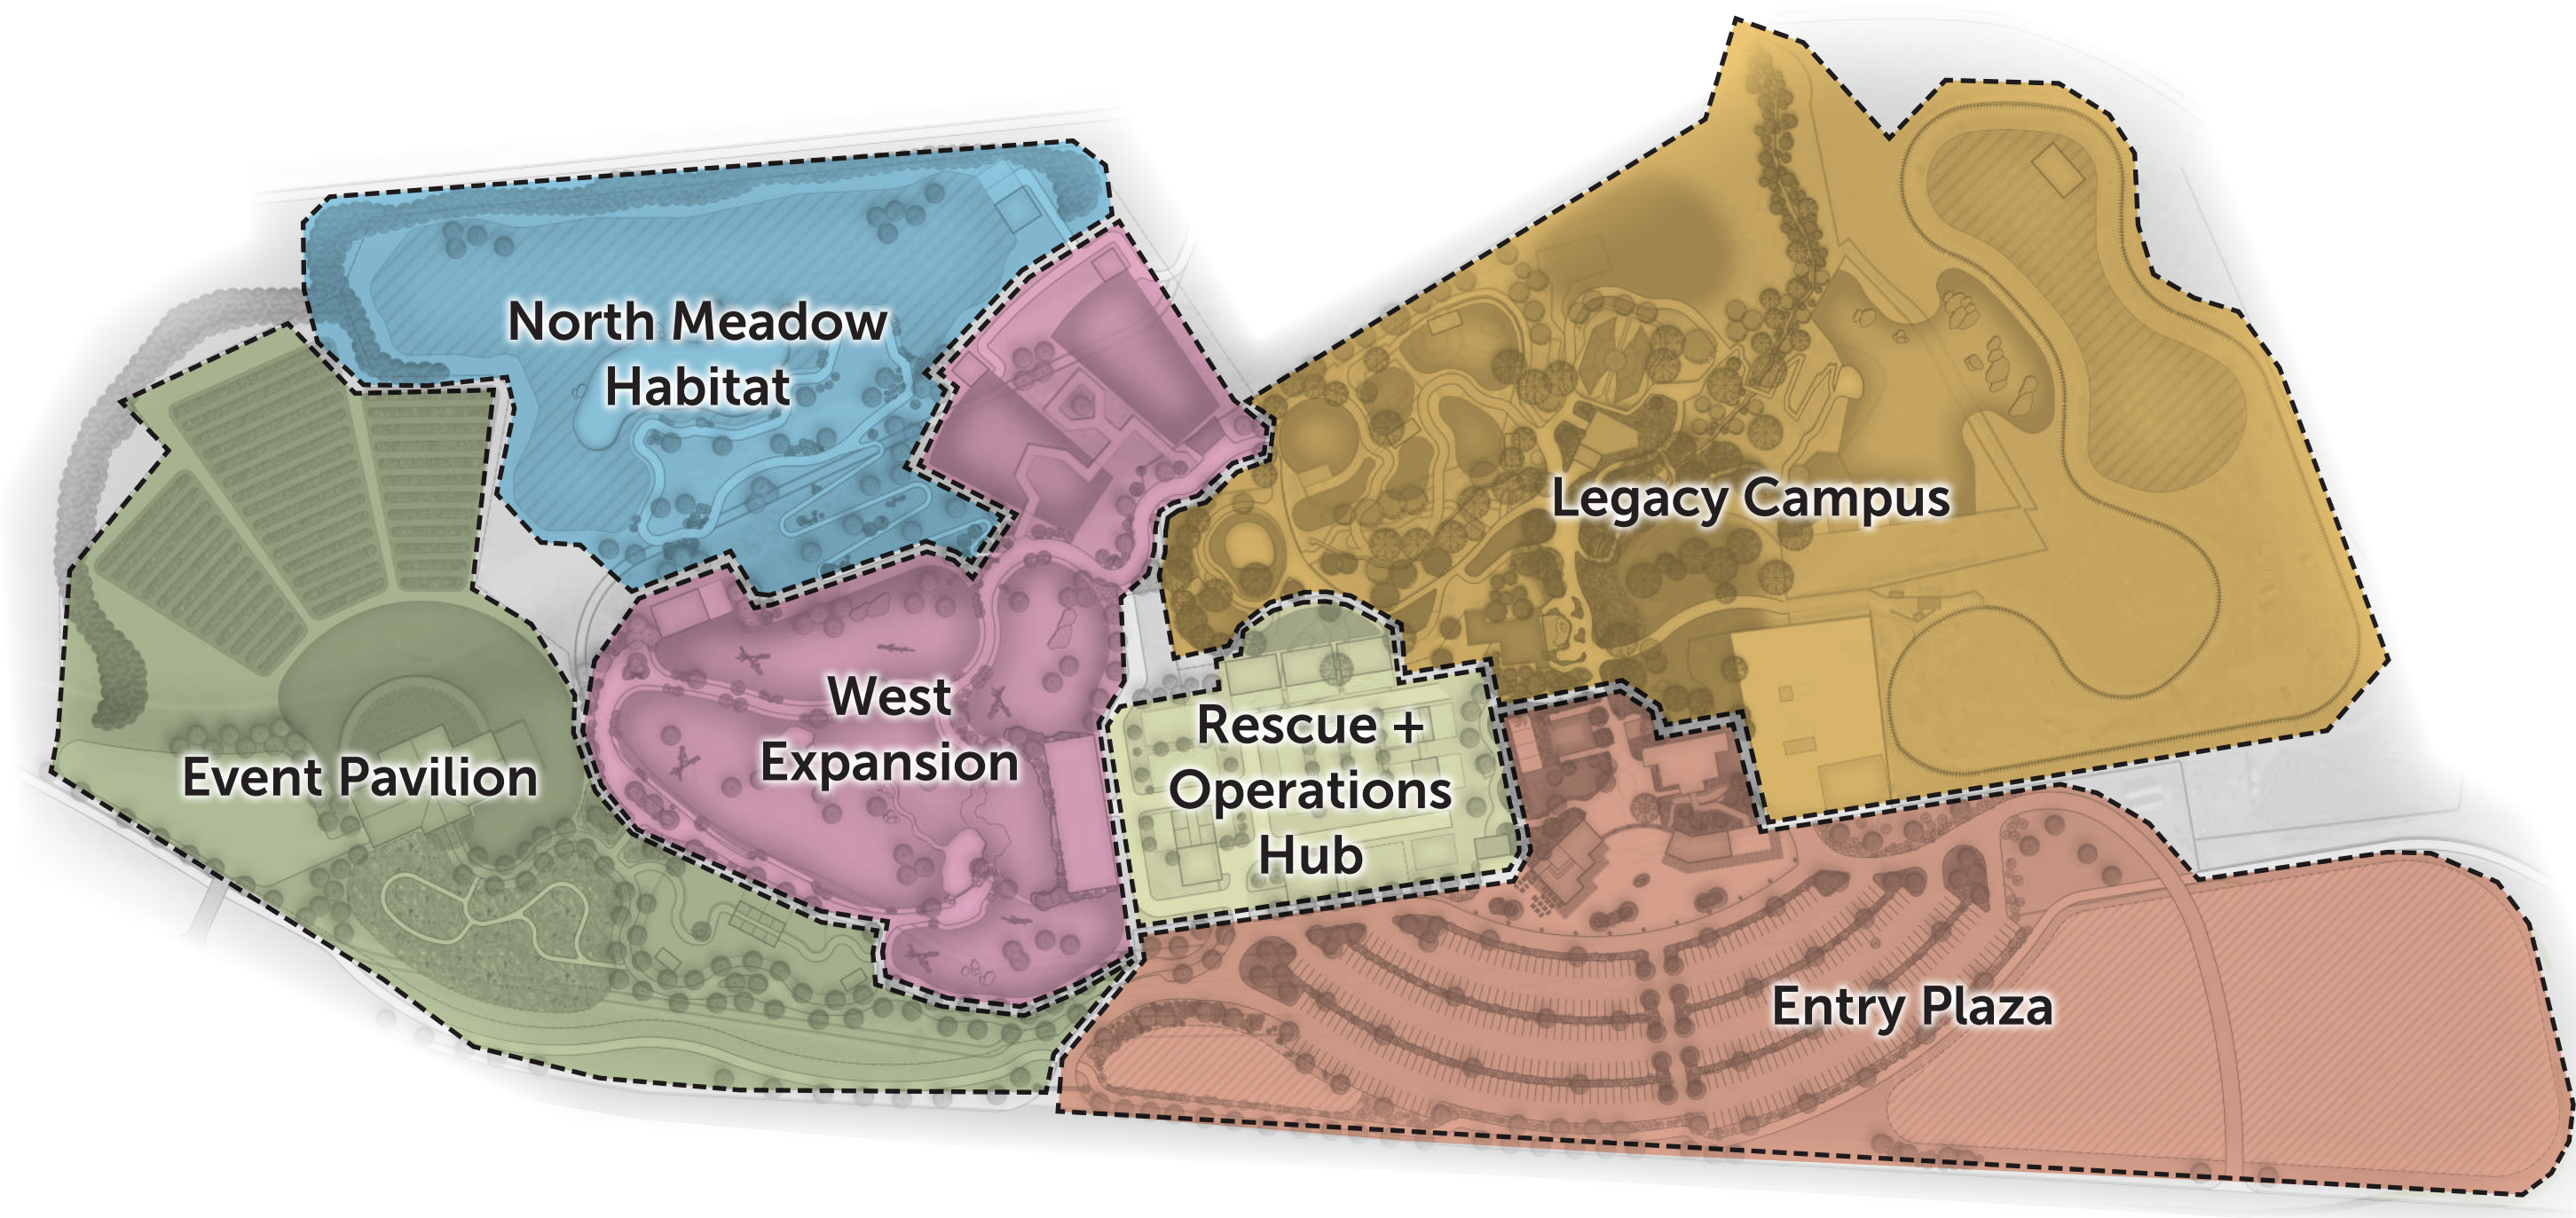 North Meadow
Habitat
Legacy Campus
West
Expansion
Rescue +
Operations
Hub
Event Pavilion
Entry Plaza